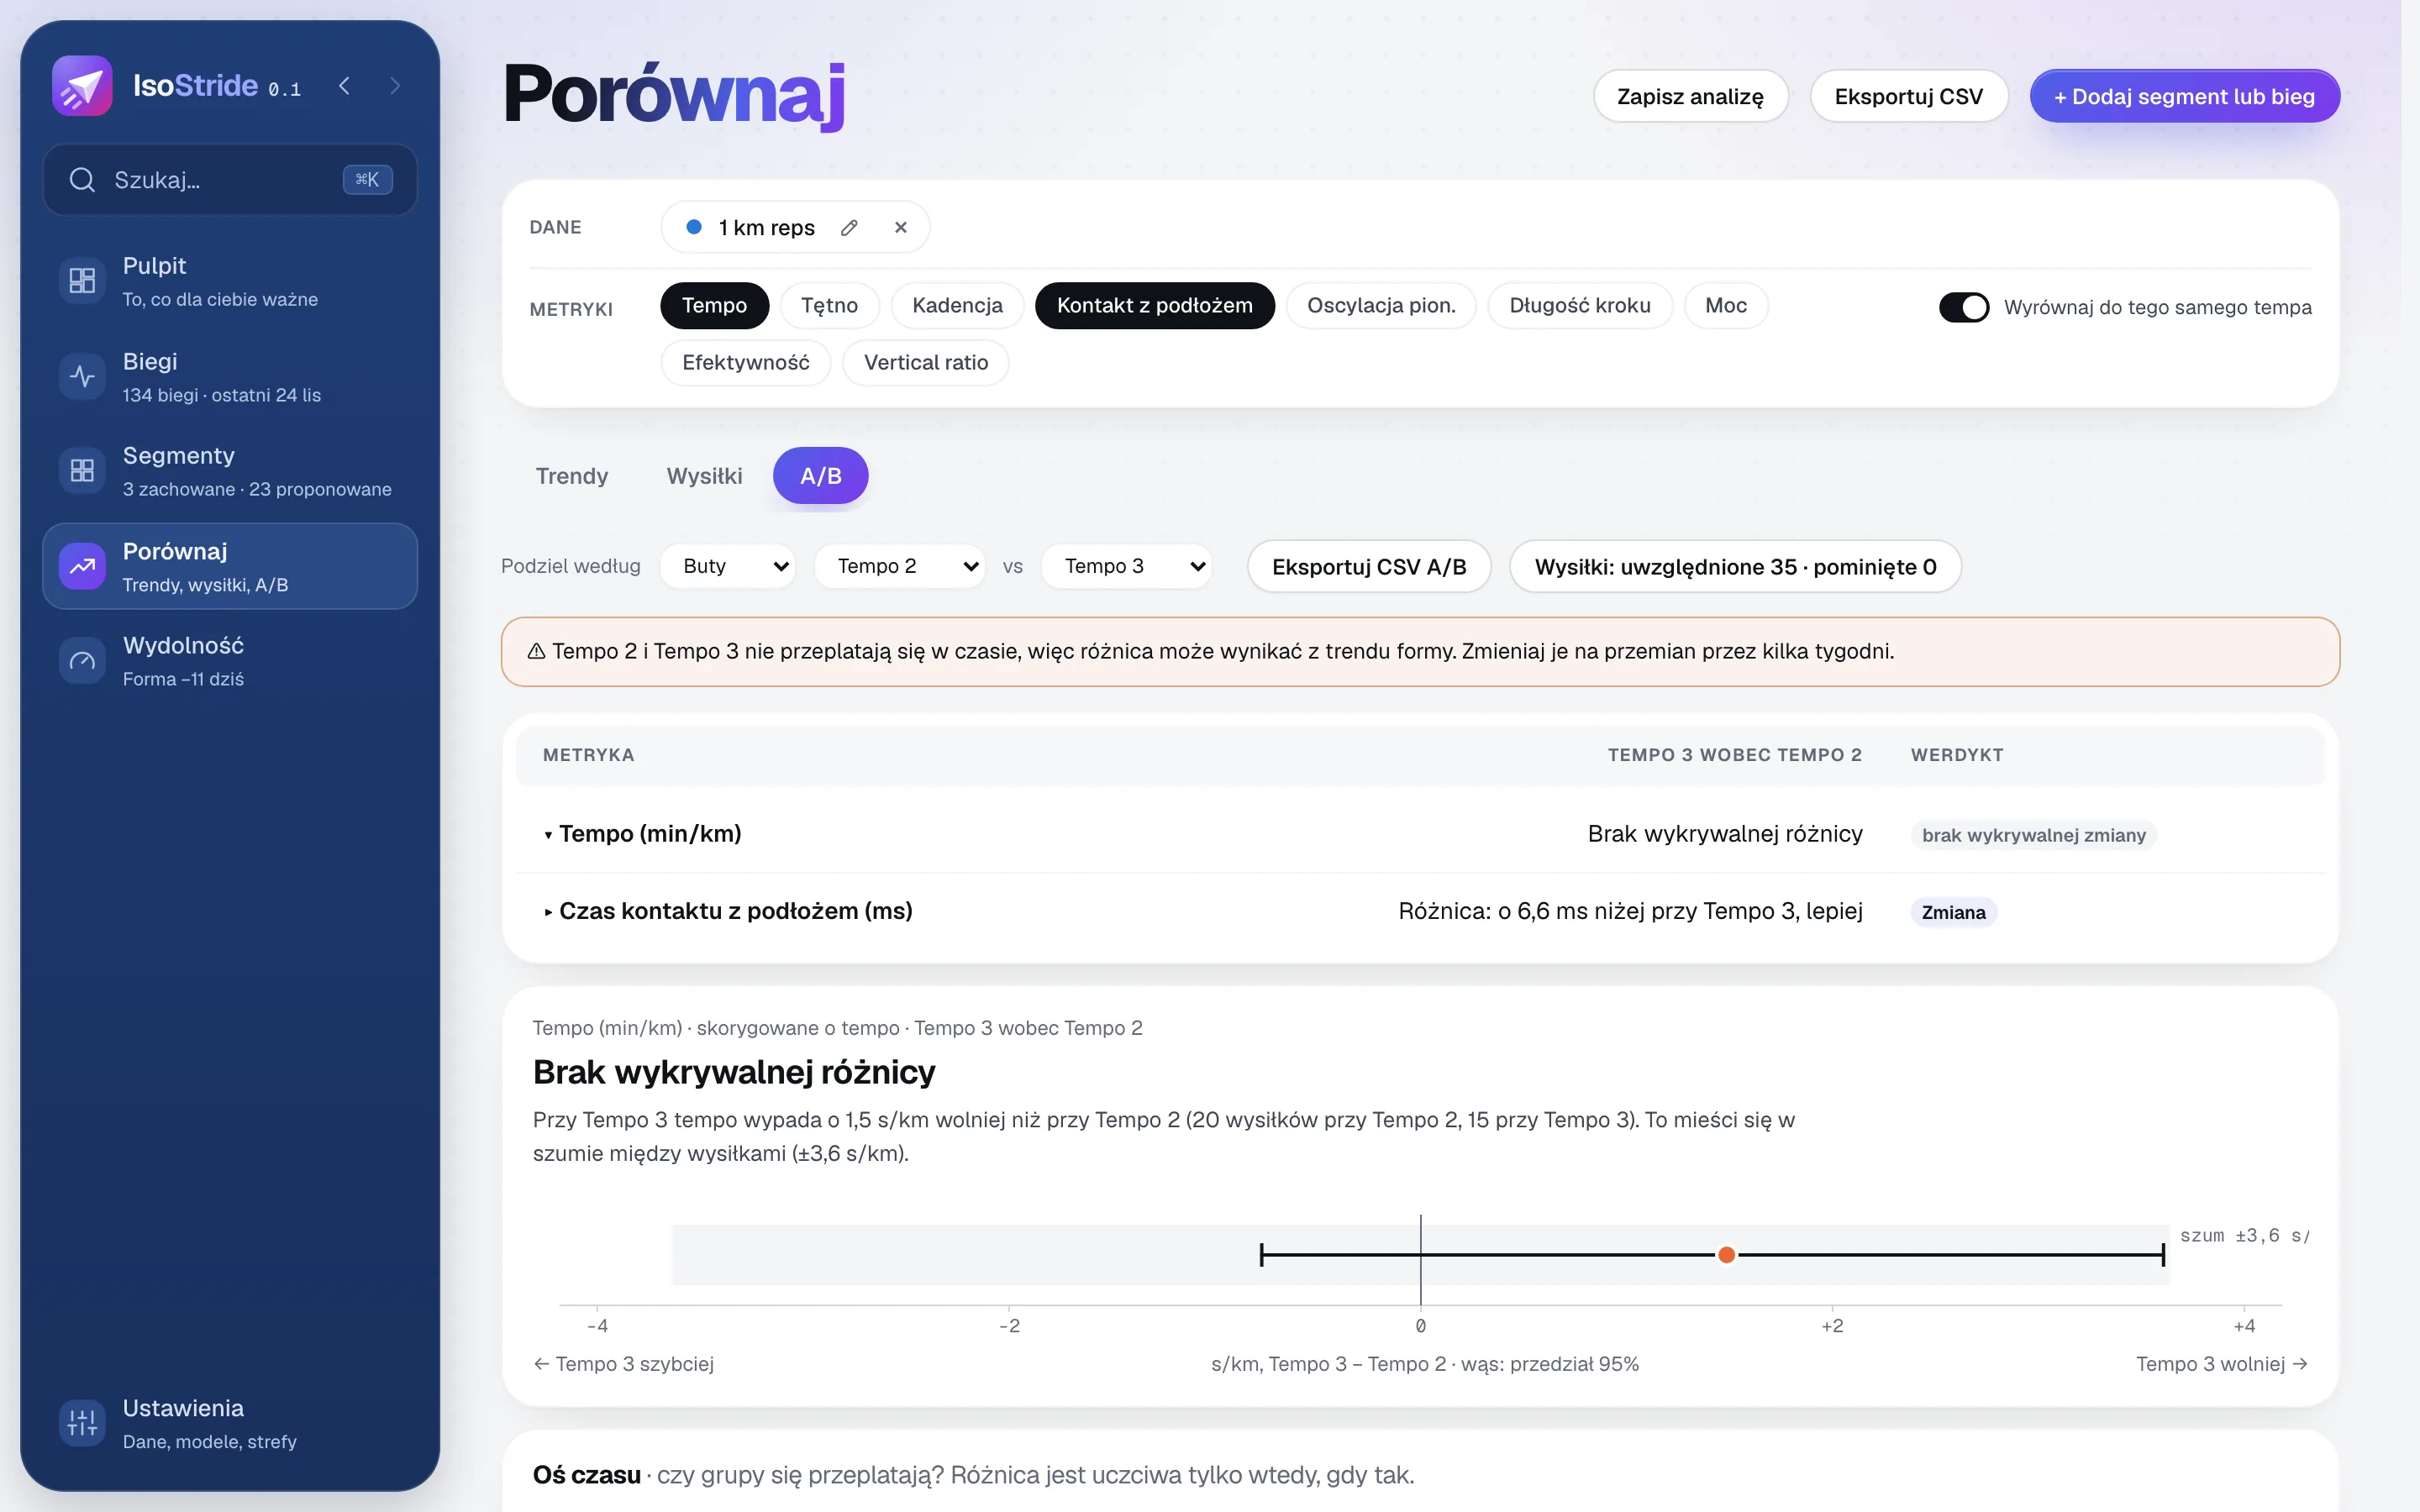 IsoStride 0.1
Szukaj…
⌘K
Pulpit
To, co dla ciebie ważne
Biegi
134 biegi · ostatni 24 lis
Segmenty
3 zachowane · 23 proponowane
Porównaj
Trendy, wysiłki, A/B
Wydolność
Forma −11 dziś
Ustawienia
Dane, modele, strefy
Porównaj
Zapisz analizę
Eksportuj CSV
+ Dodaj segment lub bieg
DANE
1 km reps
METRYKI
Tempo
Tętno
Kadencja
Kontakt z podłożem
Oscylacja pion.
Długość kroku
Moc
Efektywność
Vertical ratio
Wyrównaj do tego samego tempa
Trendy
Wysiłki
A/B
Podziel według
Buty
Tempo 2
vs
Tempo 3
Eksportuj CSV A/B
Wysiłki: uwzględnione 35 · pominięte 0
⚠ Tempo 2 i Tempo 3 nie przeplatają się w czasie, więc różnica może wynikać z trendu formy. Zmieniaj je na przemian przez kilka tygodni.
METRYKA
TEMPO 3 WOBEC TEMPO 2
WERDYKT
Tempo (min/km)
Brak wykrywalnej różnicy
brak wykrywalnej zmiany
Czas kontaktu z podłożem (ms)
Różnica: o 6,6 ms niżej przy Tempo 3, lepiej
Zmiana
Tempo (min/km) · skorygowane o tempo · Tempo 3 wobec Tempo 2
Brak wykrywalnej różnicy
Przy Tempo 3 tempo wypada o 1,5 s/km wolniej niż przy Tempo 2 (20 wysiłków przy Tempo 2, 15 przy Tempo 3). To mieści się w
szumie między wysiłkami (±3,6 s/km).
szum ±3,6 s/
−4
−2
0
+2
+4
← Tempo 3 szybciej
s/km, Tempo 3 − Tempo 2 · wąs: przedział 95%
Tempo 3 wolniej →
Oś czasu · czy grupy się przeplatają? Różnica jest uczciwa tylko wtedy, gdy tak.